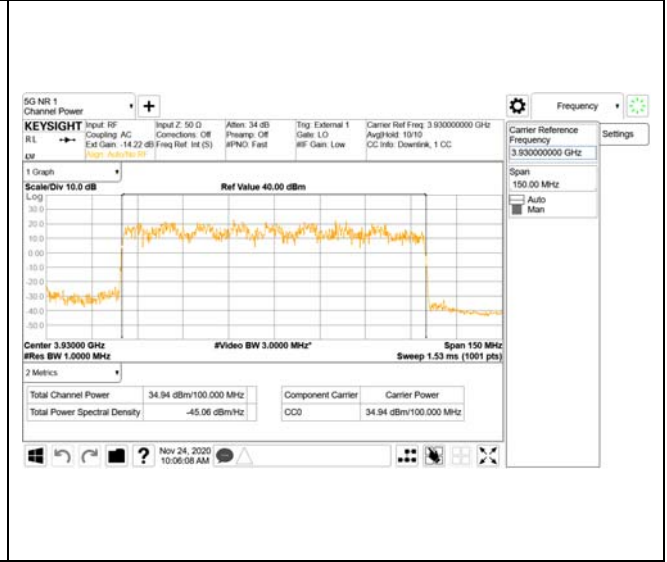 5G NR 1
Channel Power
+
Frequency
KEYSIGHT
RL
Input: RF
Coupling: AC
Ext Gain: -14.22 dB
Align: Auto/No RF
Input Z: 50 Ω
Corrections: Off
Freq Ref: Int (S)
Atten: 34 dB
Preamp: Off
#PNO: Fast
Trig: External 1
Gate: LO
#IF Gain: Low
Carrier Ref Freq: 3.930000000 GHz
Avg|Hold: 10/10
CC Info: Downlink, 1 CC
Carrier Reference
Frequency
3.930000000 GHz
Settings
Span
150.00 MHz
Auto
Man
1 Graph
Scale/Div 10.0 dB
Ref Value 40.00 dBm
Log
30.0
20.0
10.0
0.00
-10.0
-20.0
-30.0
-40.0
-50.0
Center 3.93000 GHz
#Video BW 3.0000 MHz*
Span 150 MHz
#Res BW 1.0000 MHz
Sweep 1.53 ms (1001 pts)
2 Metrics
Total Channel Power 34.94 dBm/100.000 MHz
Total Power Spectral Density -45.06 dBm/Hz
Component Carrier Carrier Power
CC0 34.94 dBm/100.000 MHz
?
Nov 24, 2020
10:06:08 AM